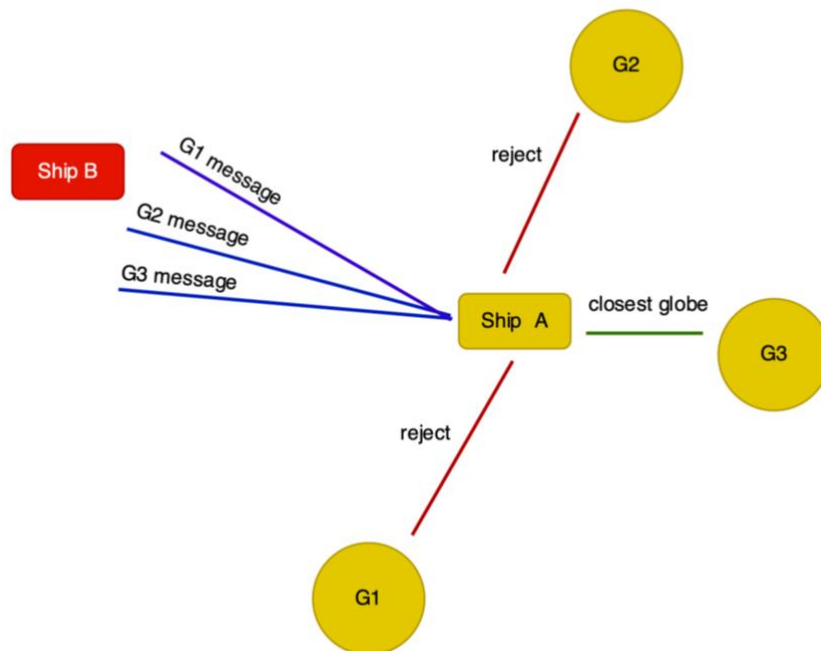 G2
reject
G1 message
Ship B
G2 message
G3 message
closest globe
Ship A
G3
reject
G1